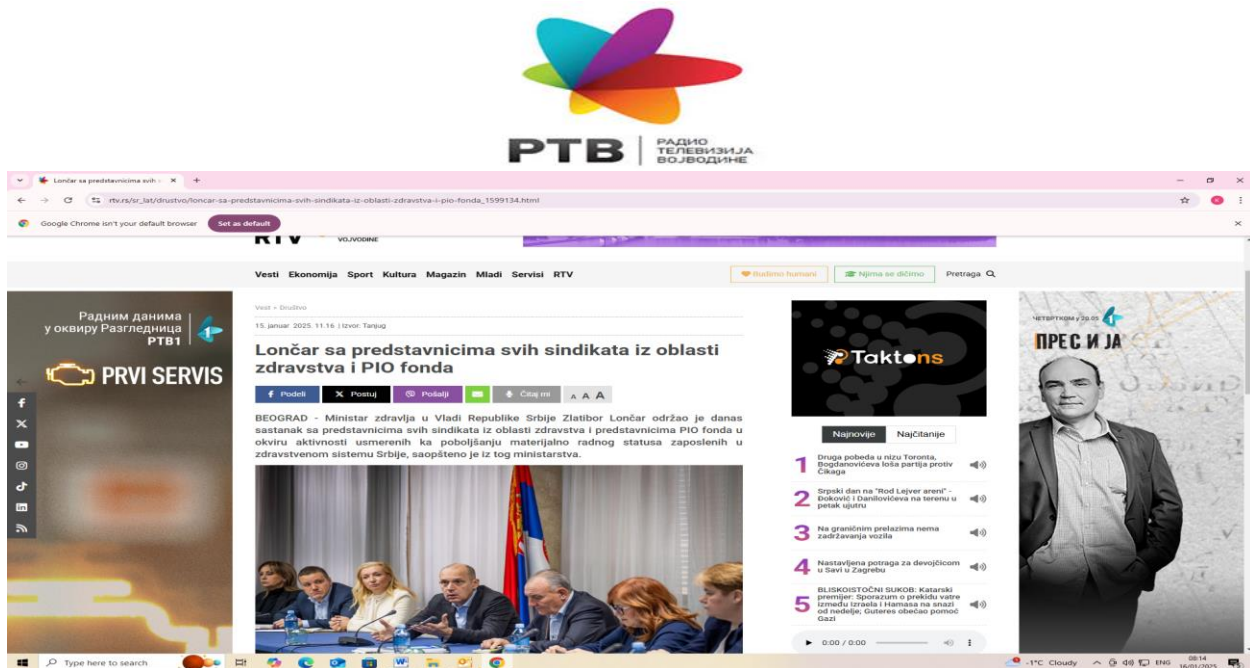 РТВ
РАДИО
ТЕЛЕВИЗИЈА
ВОЈВОДИНЕ
Lončar sa predstavnicima svih
rtv.rs/sr_lat/drustvo/loncar-sa-predstavnicima-svih-sindikata-iz-oblasti-zdravstva-i-pio-fonda_1599134.html
Google Chrome isn't your default browser
Set as default
RTV
VOJVODINE
Vesti Ekonomija Sport Kultura Magazin Mladi Servisi RTV
Budimo humani
Njima se dičimo
Pretraga
Радним данима
у оквиру Разгледница
РТВ1
PRVI SERVIS
Vesti » Društvo
15. januar 2025. 11.16 | Izvor: Tanjug
Lončar sa predstavnicima svih sindikata iz oblasti
zdravstva i PIO fonda
Podeli
Postuj
Pošalji
Čitaj mi
A A A
BEOGRAD - Ministar zdravlja u Vladi Republike Srbije Zlatibor Lončar održao je danas
sastanak sa predstavnicima svih sindikata iz oblasti zdravstva i predstavnicima PIO fonda u
okviru aktivnosti usmerenih ka poboljšanju materijalno radnog statusa zaposlenih u
zdravstvenom sistemu Srbije, saopšteno je iz tog ministarstva.
Taktons
Najnovije
Najčitanije
1 Druga pobeda u nizu Toronta,
Bogdanovićeva loša partija protiv
Čikaga
2 Srpski dan na "Rod Lejver areni" -
Đoković i Danilovićeva na terenu u
petak ujutru
3 Na graničnim prelazima nema
zadržavanja vozila
4 Nastavljena potraga za devojčicom
u Savi u Zagrebu
5 BLISKOISTOČNI SUKOB: Katarski
premijer: Sporazum o prekidu vatre
između Izraela i Hamasa na snazi
od nedelje; Guteres obećao pomoć
Gazi
0:00 / 0:00
ЧЕТВРТКОМ у 20.05
ПРЕС И ЈА
Type here to search
-1°C Cloudy
ENG
08:14
16/01/2025